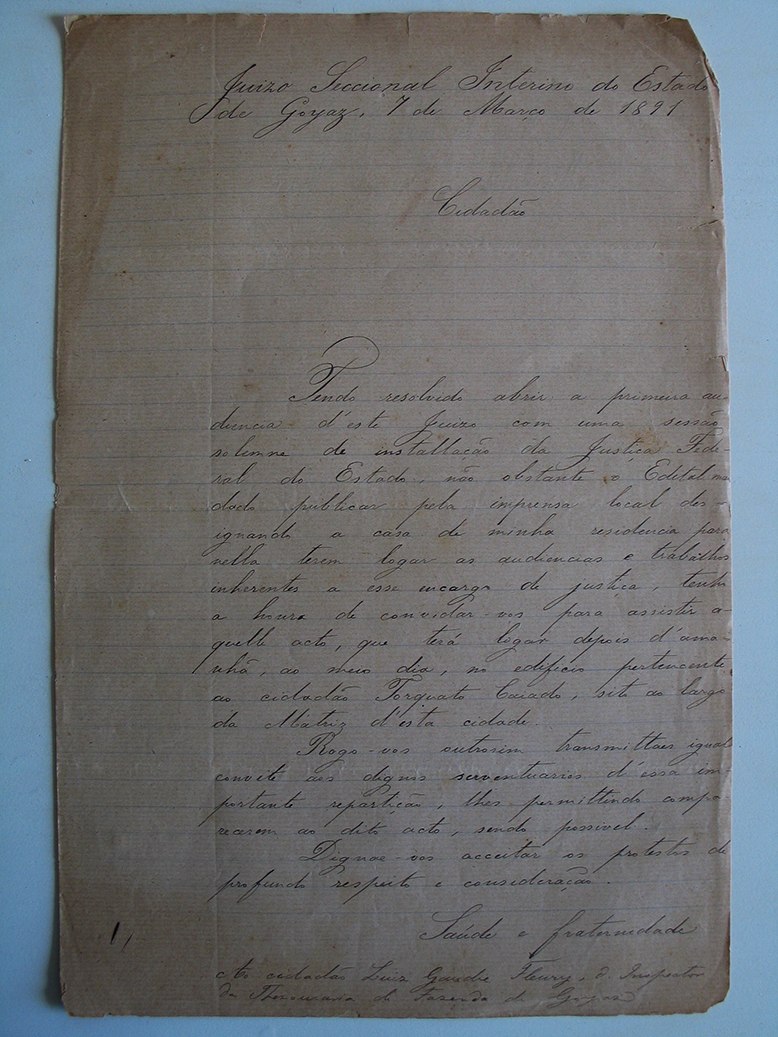 Juizo Seccional Interino do Estado
de Goyaz, 7 de Março de 1891
Cidadão
Tendo resolvido abrir a primeira au-
diencia d'este Juizo com uma sessão
solemne de installação da Justiça Fede-
ral do Estado, não obstante o Edital man
dado publicar pela imprensa local des-
ignando a casa de minha residencia para
nella terem logar as audiencias e trabalhos
inherentes a esse encargo de justiça, tenho
a honra de convidar-vos para assistir a-
quelle acto, que terá logar depois d'ama-
nhã, ao meio dia, no edificio pertencente
ao cidadão Torquato Caiado, sito ao largo
da Matriz d'esta cidade.
Rogo-vos outrosim transmittaes igual
convite aos dignos serventuarios d'essa im-
portante repartição, lhes permittindo compa-
recerem ao dito acto, sendo possivel.
Dignae-vos acceitar os protestos de
profundo respeito e consideração.
Saúde e fraternidade
Ao cidadão Luiz Fleury, d. Inspector
da Thesouraria de Fazenda de Goyaz